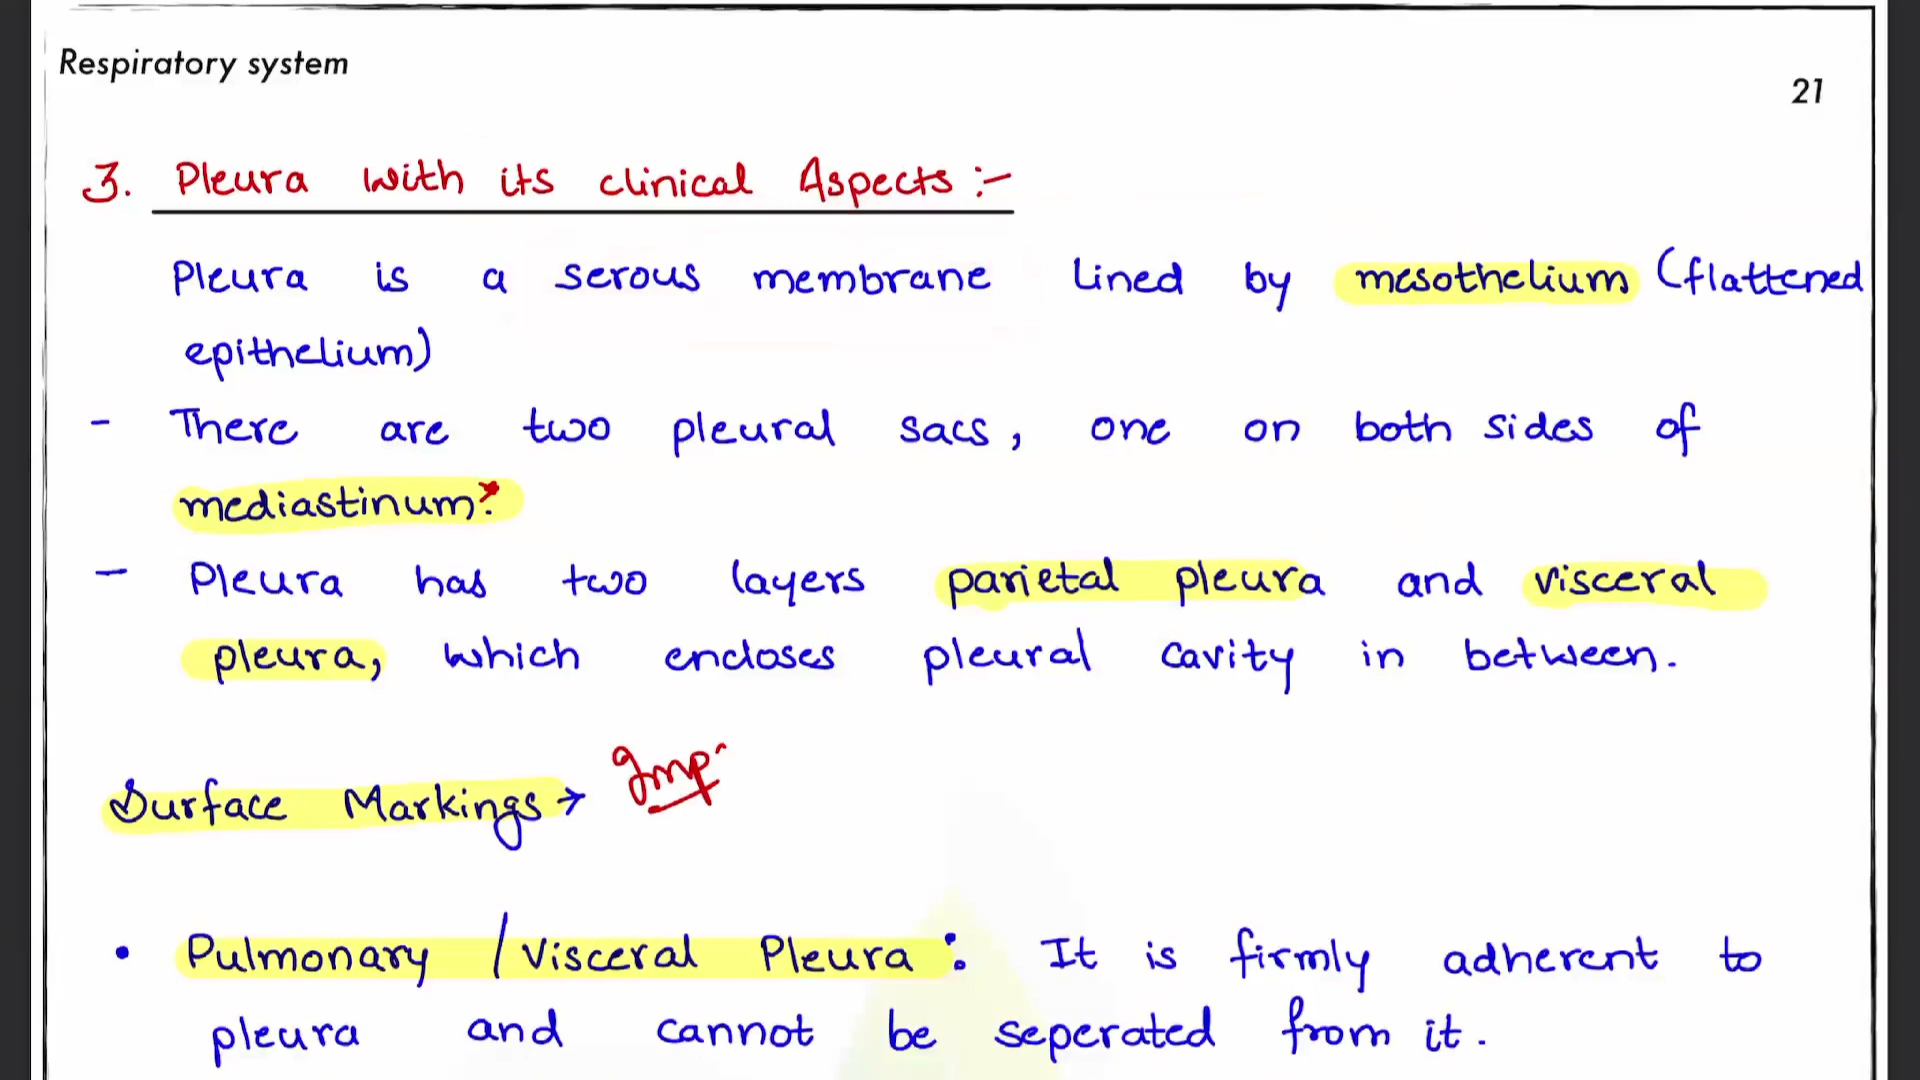 Respiratory system
21
3. Pleura with its clinical Aspects :-
Pleura is a serous membrane lined by mesothelium (flattened
epithelium)
- There are two pleural sacs, one on both sides of
mediastinum.
- Pleura has two layers parietal pleura and visceral
pleura, which encloses pleural cavity in between.
Surface Markings → Imp
• Pulmonary / Visceral Pleura : It is firmly adherent to
pleura and cannot be seperated from it.